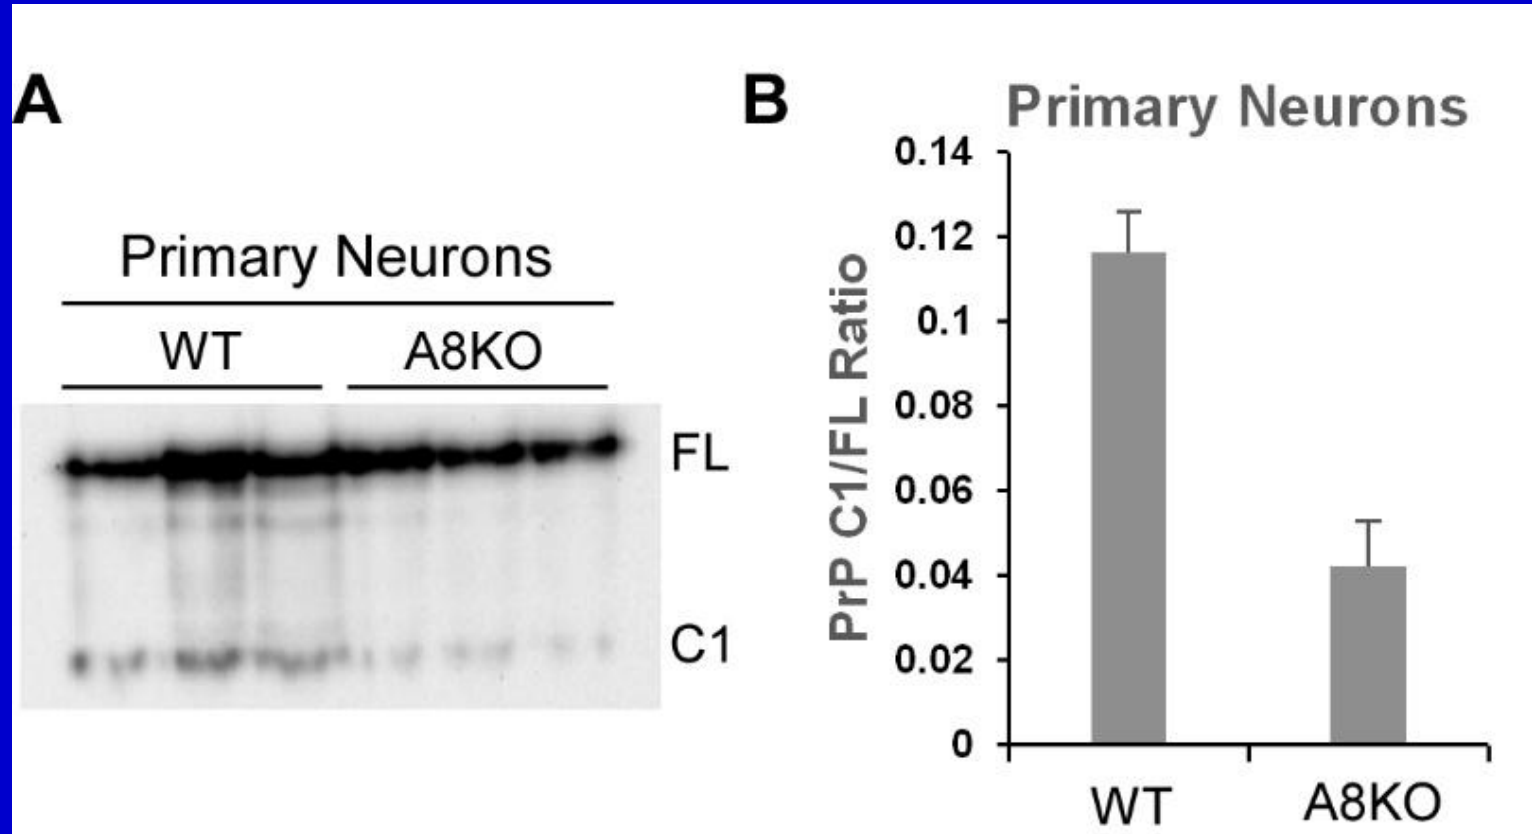 A
Primary Neurons
WT A8KO
FL
C1
B
Primary Neurons
PrP C1/FL Ratio
0.14
0.12
0.1
0.08
0.06
0.04
0.02
0
WT A8KO